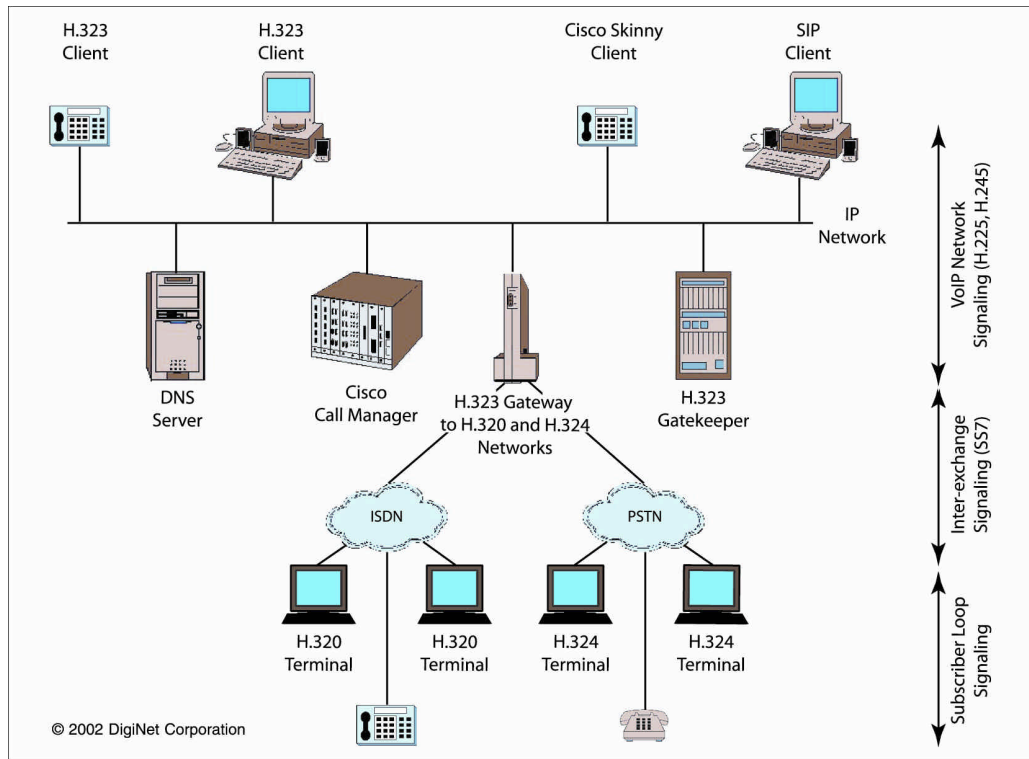 H.323
Client
H.323
Client
Cisco Skinny
Client
SIP
Client
IP
Network
VoIP Network
Signaling (H.225, H.245)
DNS
Server
Cisco
Call Manager
H.323 Gateway
to H.320 and H.324
Networks
H.323
Gatekeeper
Inter-exchange
Signaling (SS7)
ISDN
PSTN
H.320
Terminal
H.320
Terminal
H.324
Terminal
H.324
Terminal
Subscriber Loop
Signaling
© 2002 DigiNet Corporation